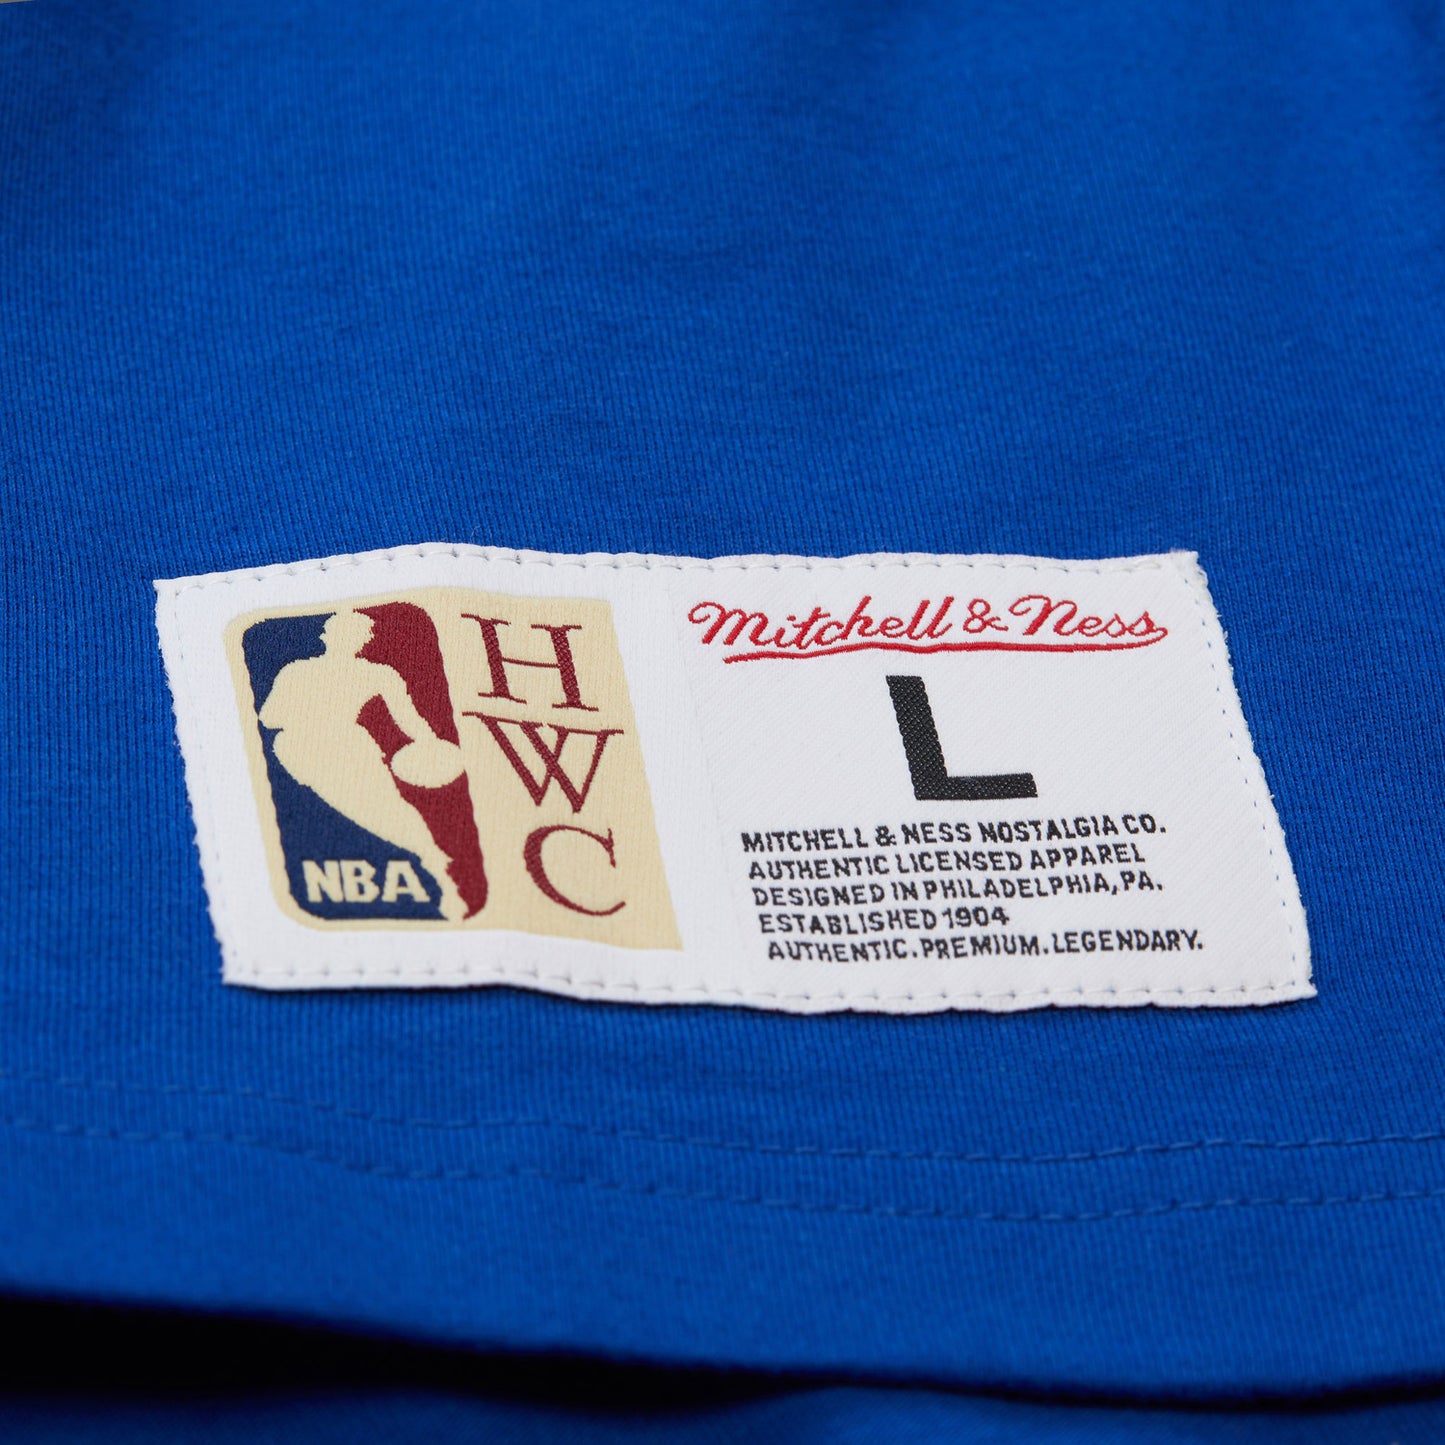 NBA
H
W
C
Mitchell & Ness
L
MITCHELL & NESS NOSTALGIA CO.
AUTHENTIC LICENSED APPAREL
DESIGNED IN PHILADELPHIA, PA.
ESTABLISHED 1904
AUTHENTIC. PREMIUM. LEGENDARY.